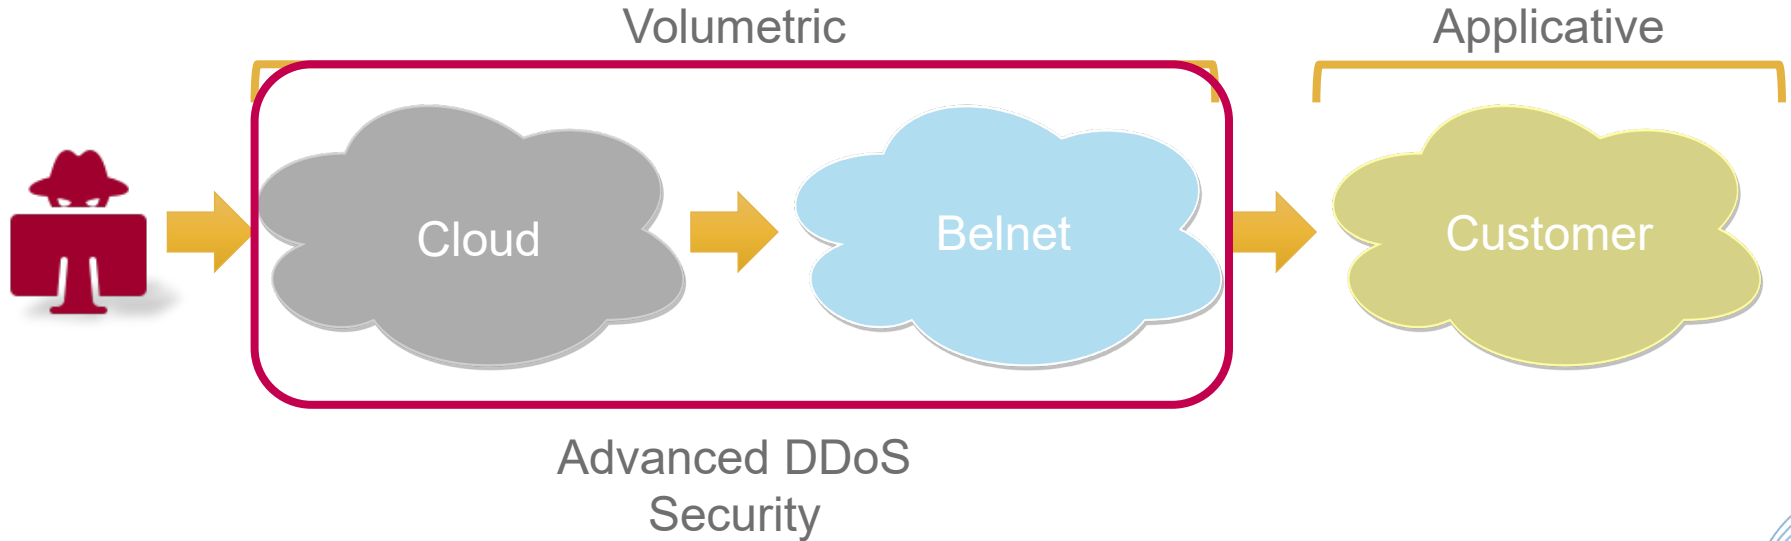 Volumetric
Applicative
Cloud
Belnet
Customer
Advanced DDoS
Security